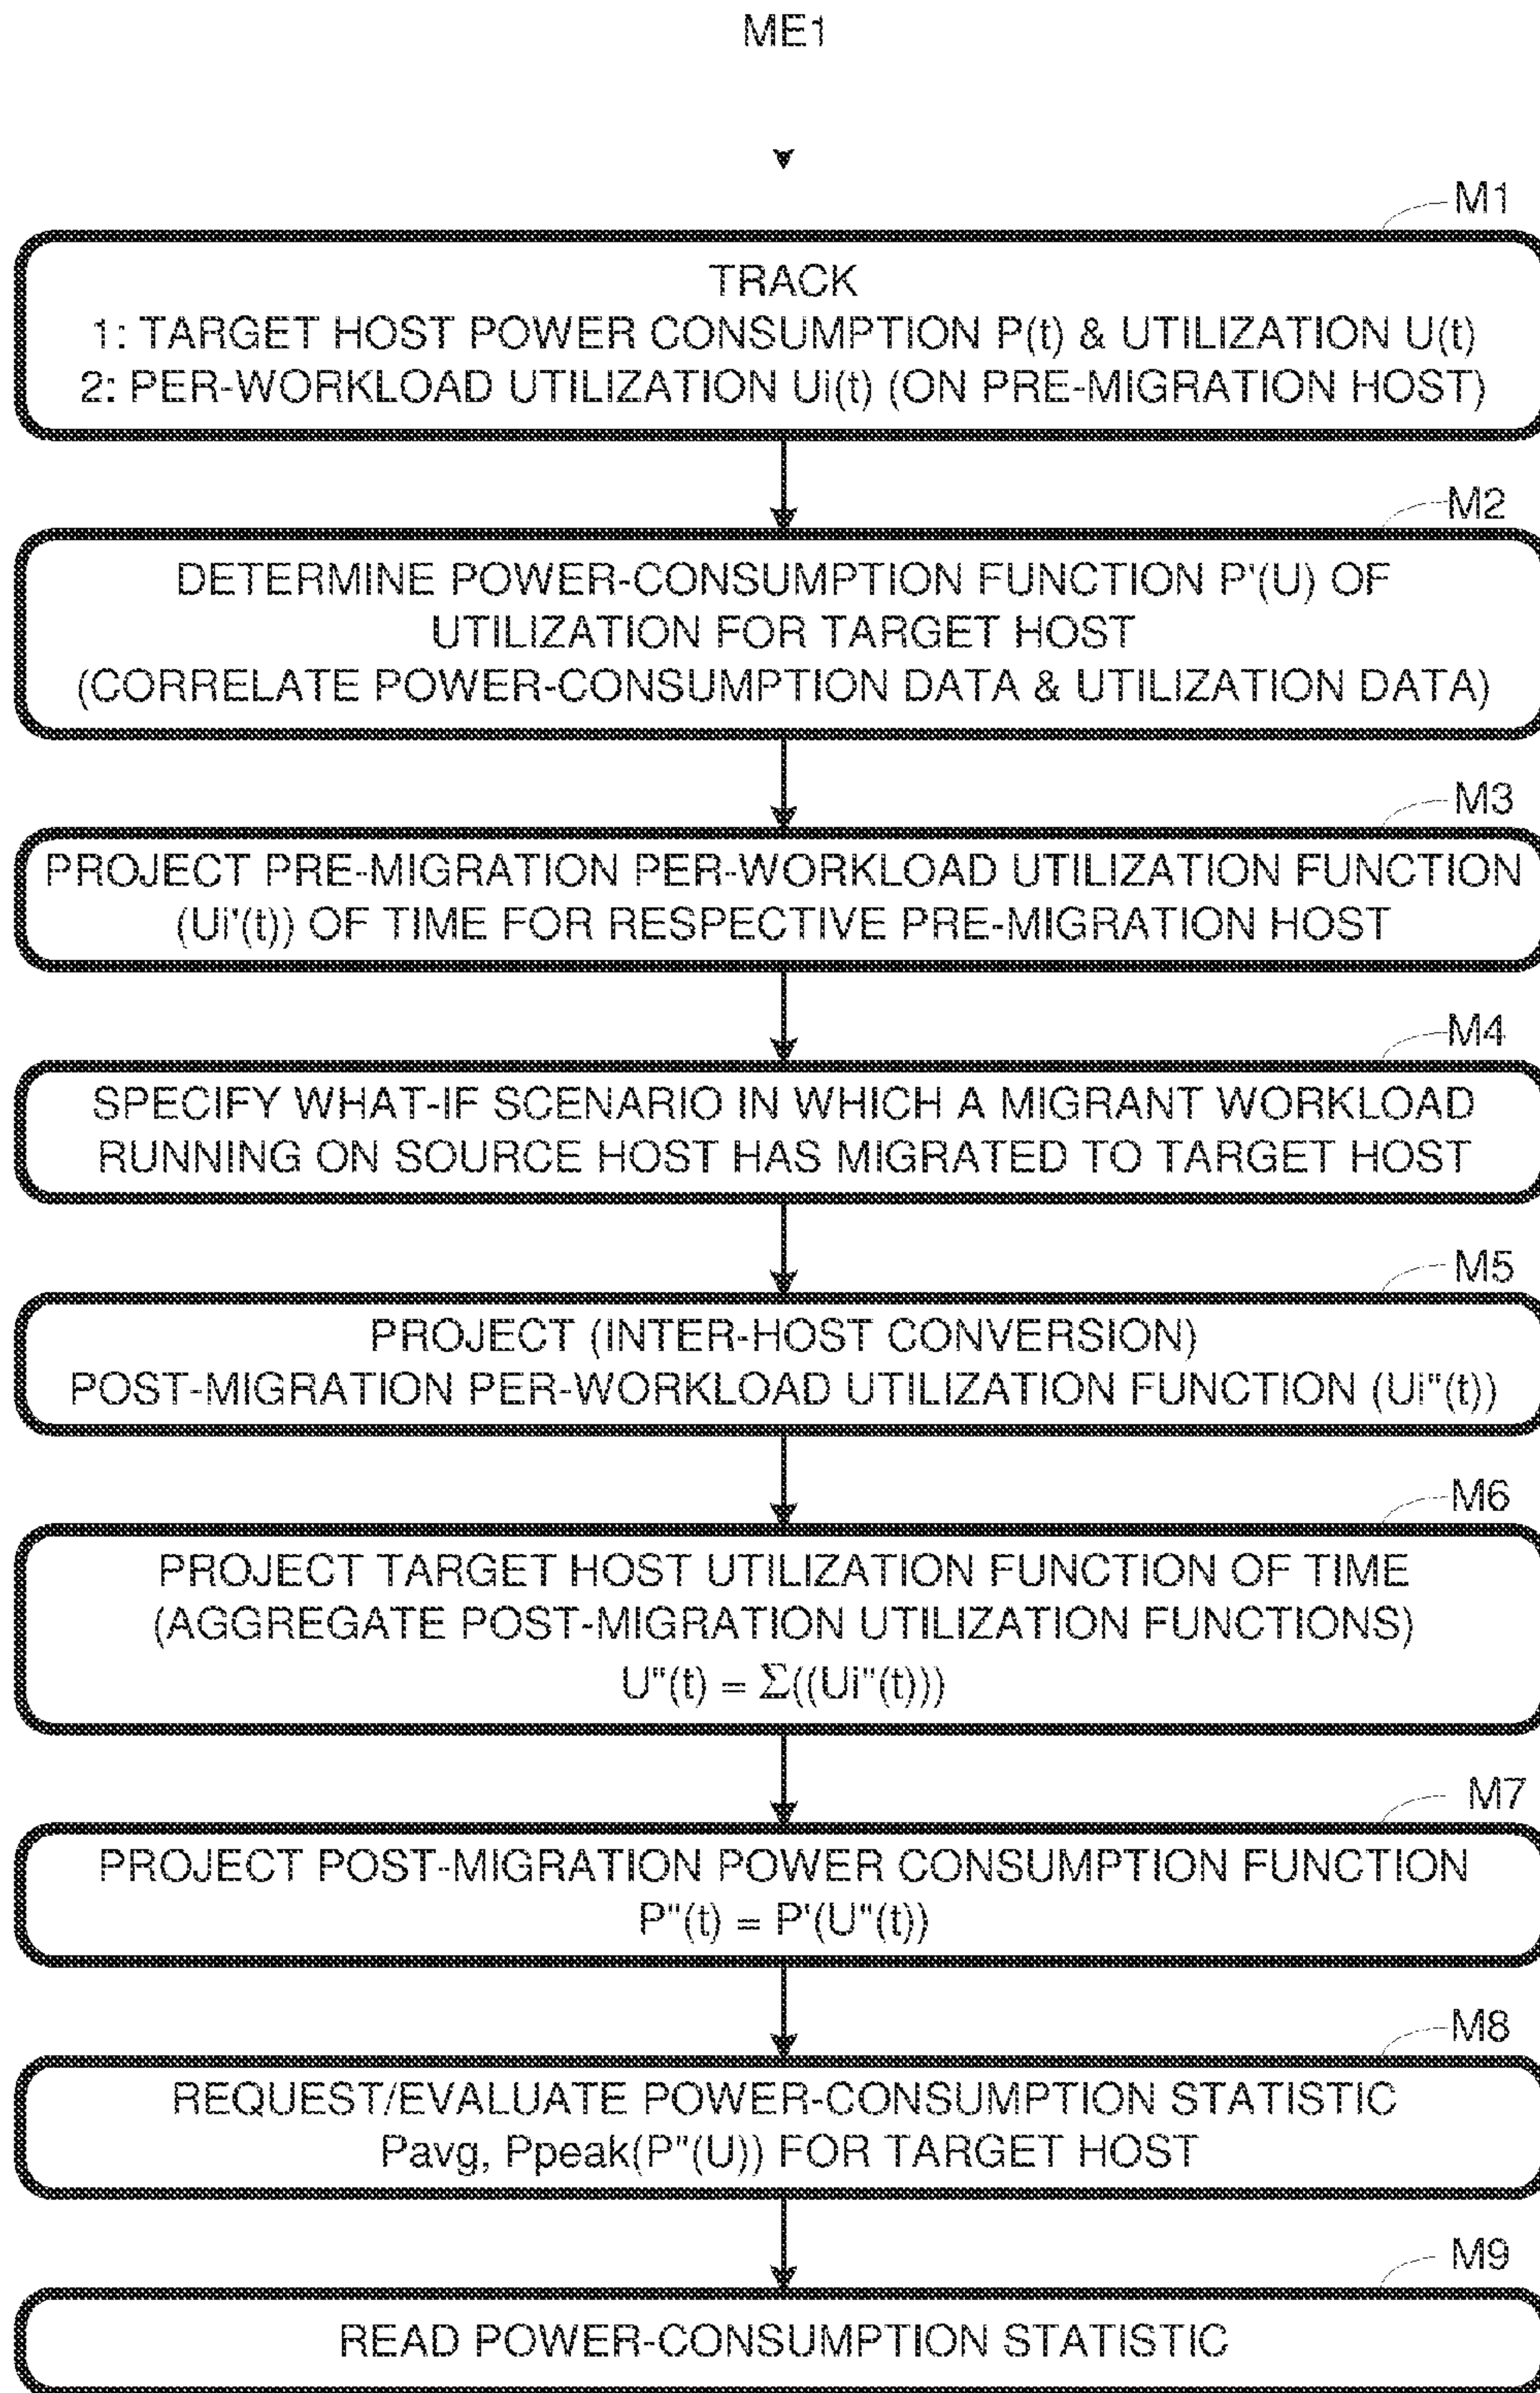 ME1
M1
TRACK
1: TARGET HOST POWER CONSUMPTION P(t) & UTILIZATION U(t)
2: PER-WORKLOAD UTILIZATION Ui(t) (ON PRE-MIGRATION HOST)
M2
DETERMINE POWER-CONSUMPTION FUNCTION P'(U) OF
UTILIZATION FOR TARGET HOST
(CORRELATE POWER-CONSUMPTION DATA & UTILIZATION DATA)
M3
PROJECT PRE-MIGRATION PER-WORKLOAD UTILIZATION FUNCTION
(Ui'(t)) OF TIME FOR RESPECTIVE PRE-MIGRATION HOST
M4
SPECIFY WHAT-IF SCENARIO IN WHICH A MIGRANT WORKLOAD
RUNNING ON SOURCE HOST HAS MIGRATED TO TARGET HOST
M5
PROJECT (INTER-HOST CONVERSION)
POST-MIGRATION PER-WORKLOAD UTILIZATION FUNCTION (Ui"(t))
M6
PROJECT TARGET HOST UTILIZATION FUNCTION OF TIME
(AGGREGATE POST-MIGRATION UTILIZATION FUNCTIONS)
U"(t) = Σ((Ui"(t)))
M7
PROJECT POST-MIGRATION POWER CONSUMPTION FUNCTION
P"(t) = P'(U"(t))
M8
REQUEST/EVALUATE POWER-CONSUMPTION STATISTIC
Pavg, Ppeak(P"(U)) FOR TARGET HOST
M9
READ POWER-CONSUMPTION STATISTIC